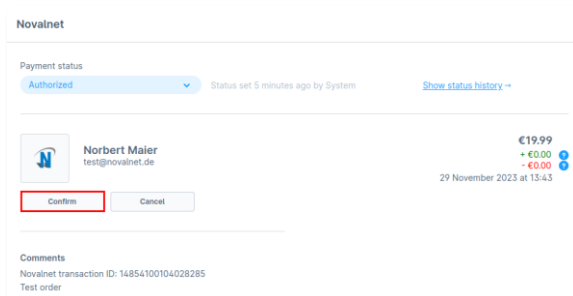 Novalnet
Payment status
Authorized
Status set 5 minutes ago by System
Show status history →
N
Norbert Maier
test@novalnet.de
€19.99
+ €0.00
- €0.00
29 November 2023 at 13:43
Confirm
Cancel
Comments
Novalnet transaction ID: 14854100104028285
Test order